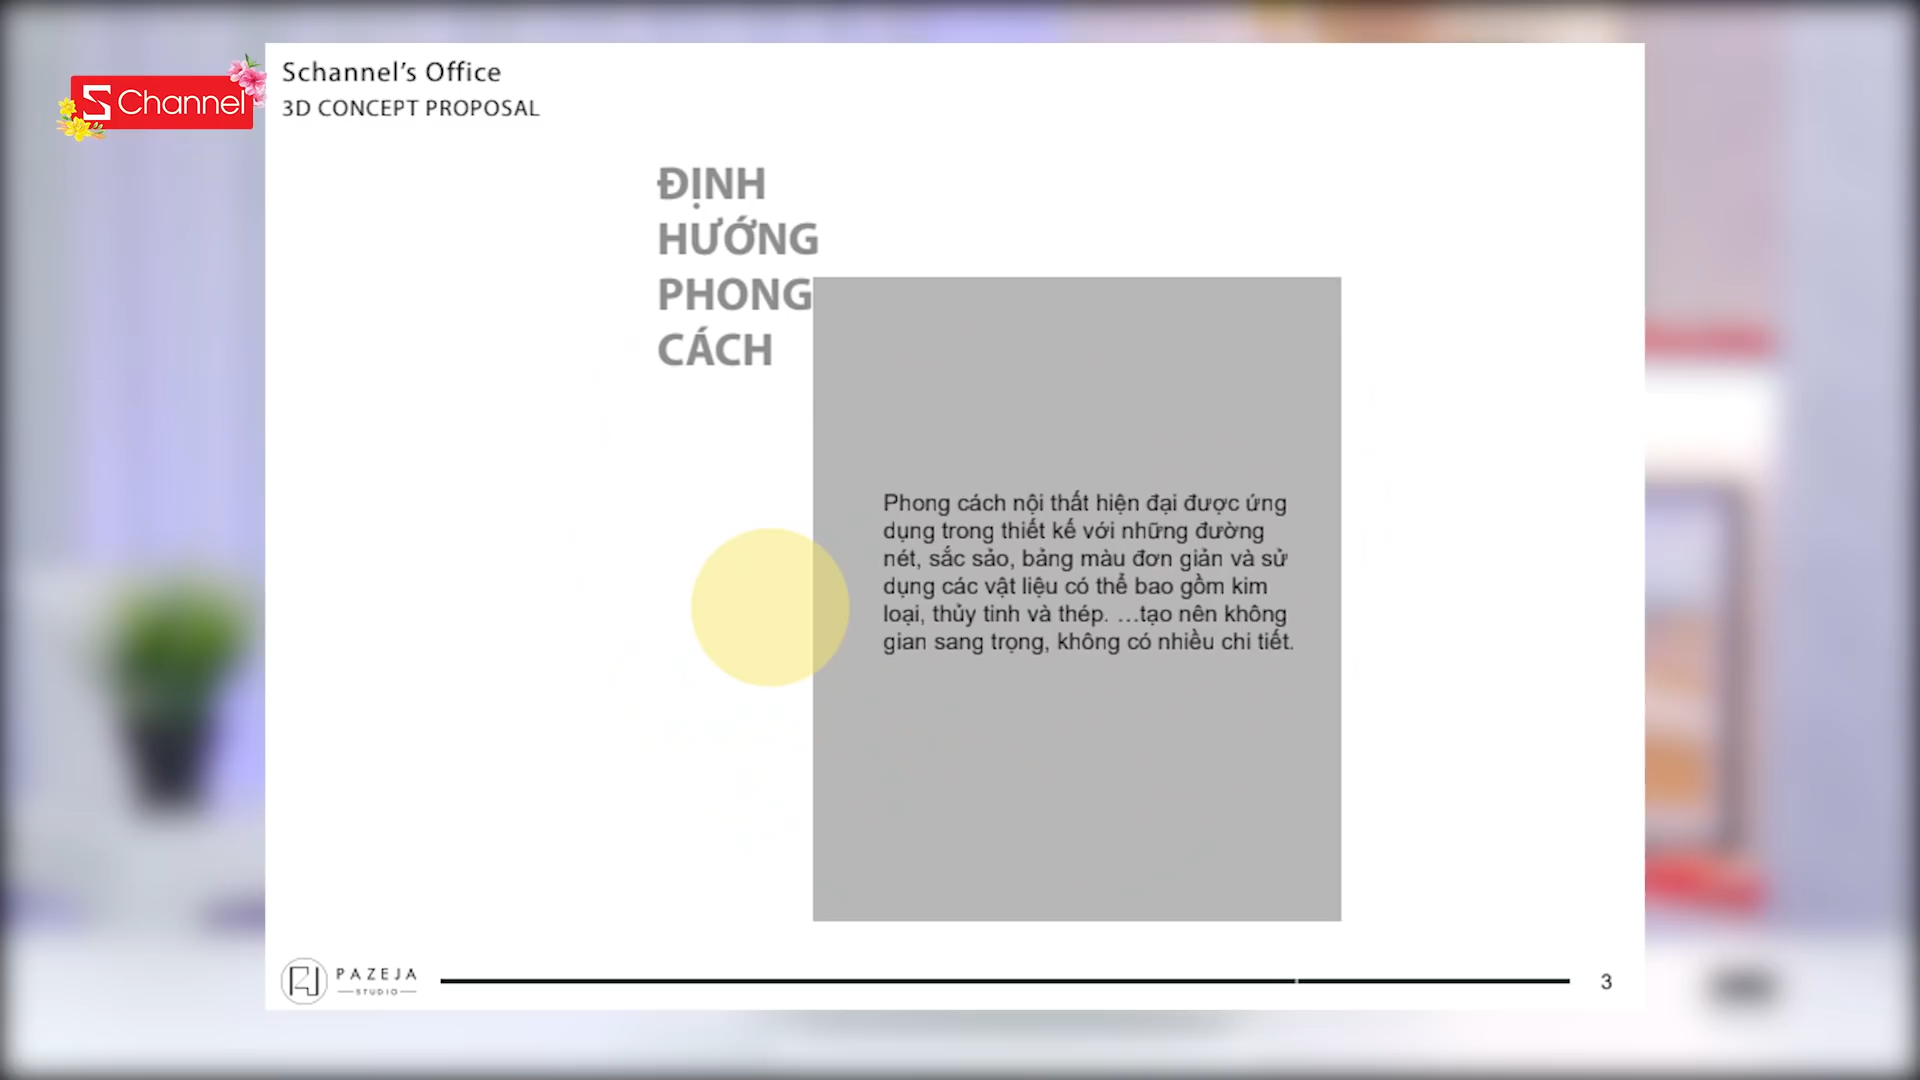 S Channel
Schannel's Office
3D CONCEPT PROPOSAL
ĐỊNH
HƯỚNG
PHONG
CÁCH
Phong cách nội thất hiện đại được ứng
dụng trong thiết kế với những đường
nét, sắc sảo, bảng màu đơn giản và sử
dụng các vật liệu có thể bao gồm kim
loại, thủy tinh và thép. …tạo nên không
gian sang trọng, không có nhiều chi tiết.
PAZEJA
STUDIO
3